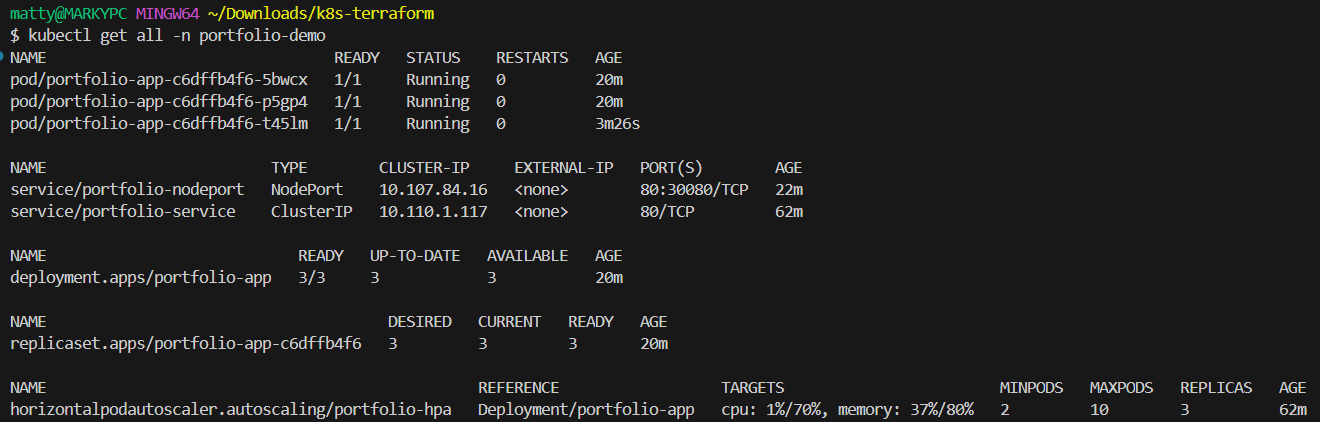 matty@MARKYPC MINGW64 ~/Downloads/k8s-terraform
$ kubectl get all -n portfolio-demo
NAME                                READY   STATUS    RESTARTS   AGE
pod/portfolio-app-c6dffb4f6-5bwcx   1/1     Running   0          20m
pod/portfolio-app-c6dffb4f6-p5gp4   1/1     Running   0          20m
pod/portfolio-app-c6dffb4f6-t45lm   1/1     Running   0          3m26s

NAME                         TYPE        CLUSTER-IP     EXTERNAL-IP   PORT(S)        AGE
service/portfolio-nodeport   NodePort    10.107.84.16   <none>        80:30080/TCP   22m
service/portfolio-service    ClusterIP   10.110.1.117   <none>        80/TCP         62m

NAME                            READY   UP-TO-DATE   AVAILABLE   AGE
deployment.apps/portfolio-app   3/3     3            3           20m

NAME                                      DESIRED   CURRENT   READY   AGE
replicaset.apps/portfolio-app-c6dffb4f6   3         3         3       20m

NAME                                                REFERENCE                  TARGETS                        MINPODS   MAXPODS   REPLICAS   AGE
horizontalpodautoscaler.autoscaling/portfolio-hpa   Deployment/portfolio-app   cpu: 1%/70%, memory: 37%/80%   2         10        3          62m